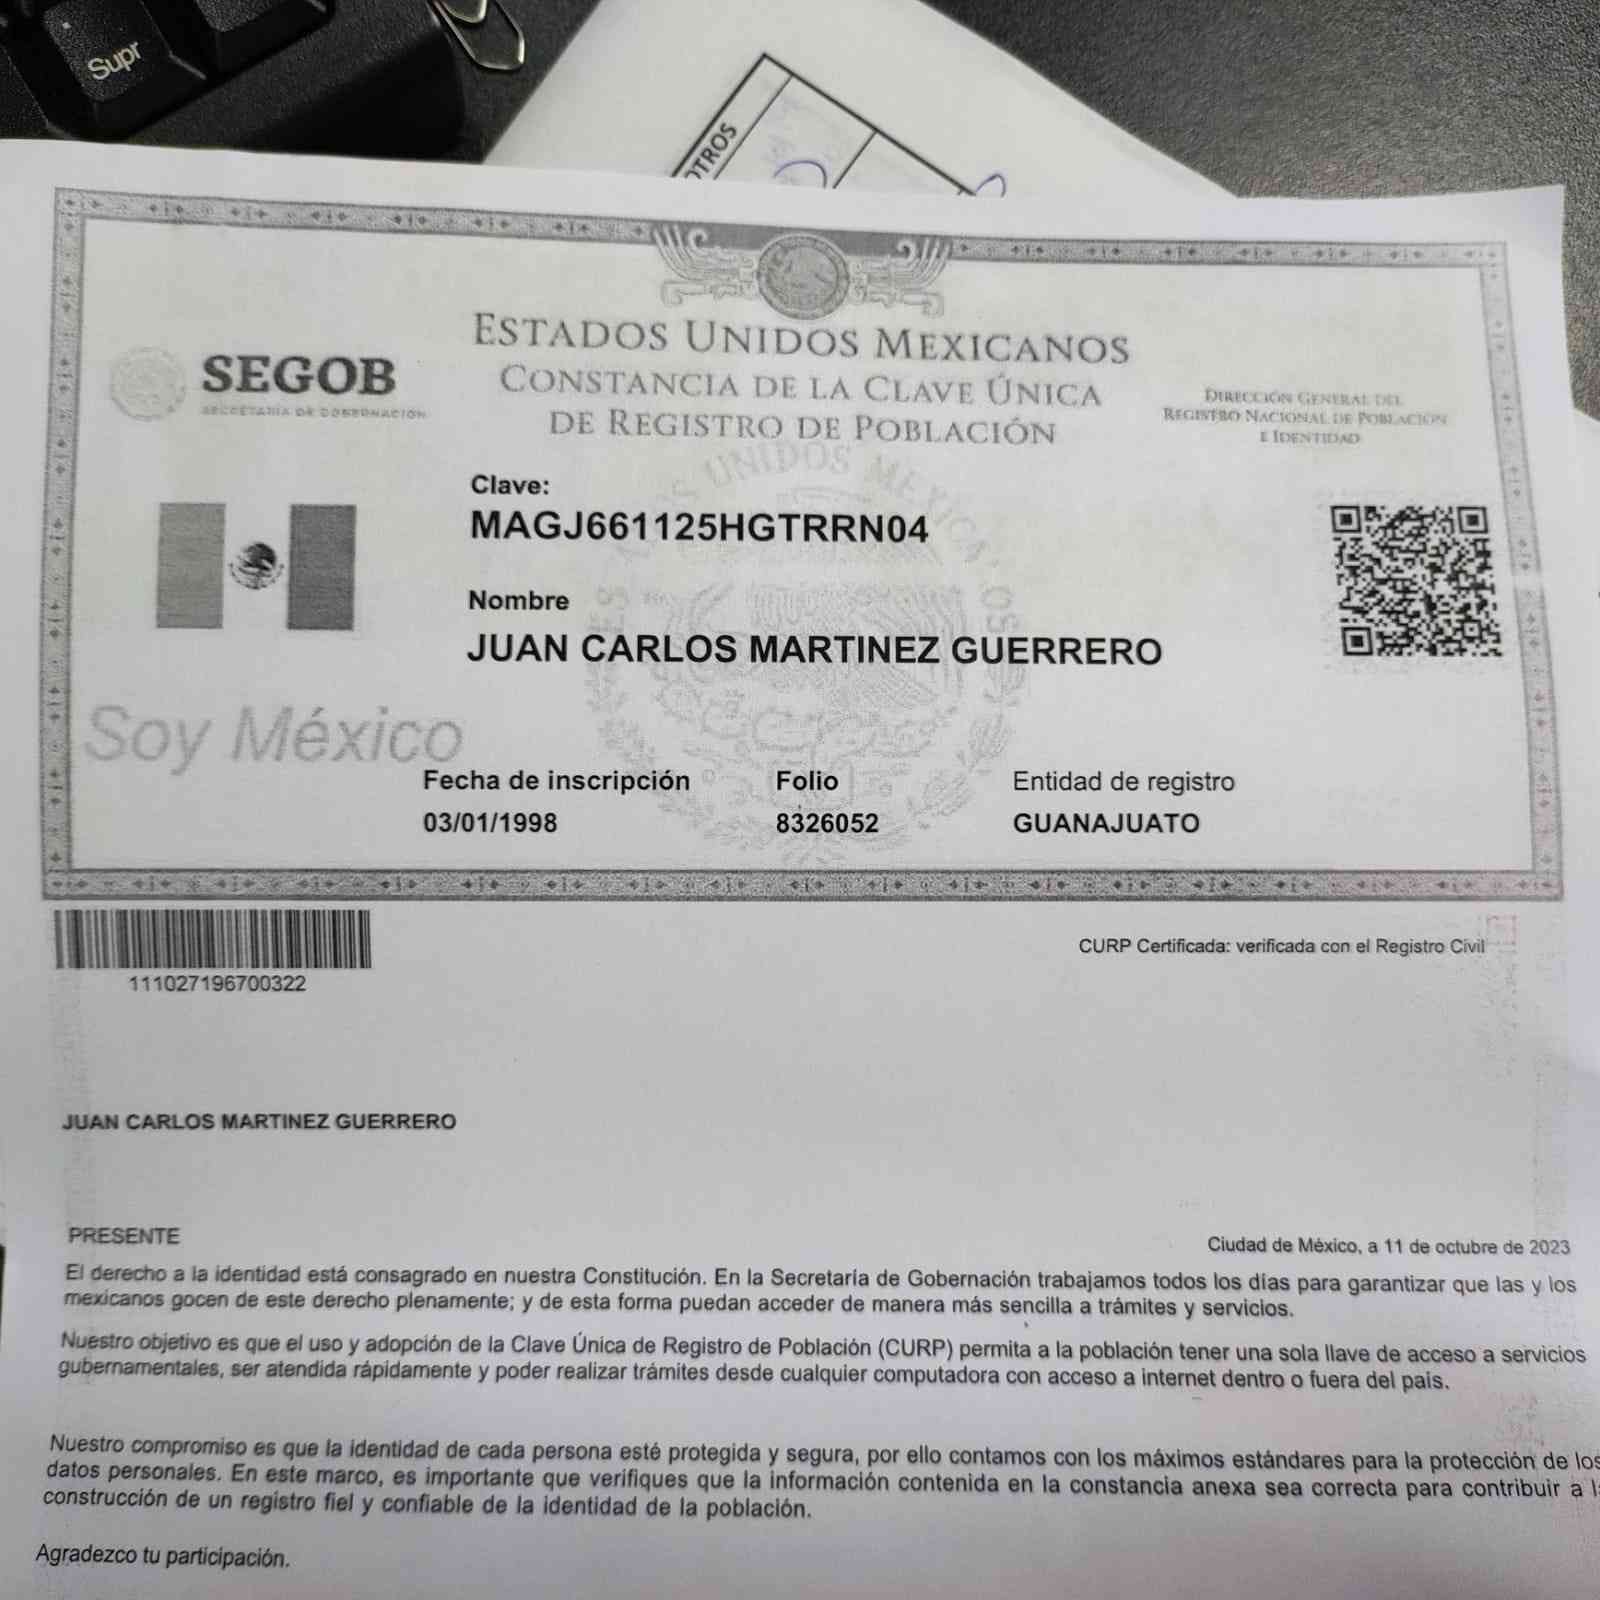 Supr
OTROS
ESTADOS UNIDOS MEXICANOS
CONSTANCIA DE LA CLAVE ÚNICA
DE REGISTRO DE POBLACIÓN
SEGOB
SECRETARÍA DE GOBERNACIÓN
DIRECCIÓN GENERAL DEL
REGISTRO NACIONAL DE POBLACIÓN
E IDENTIDAD
Clave:
MAGJ661125HGTRRN04
Nombre
JUAN CARLOS MARTINEZ GUERRERO
Soy México
Fecha de inscripción Folio Entidad de registro
03/01/1998 8326052 GUANAJUATO
111027196700322
CURP Certificada: verificada con el Registro Civil
JUAN CARLOS MARTINEZ GUERRERO
PRESENTE
Ciudad de México, a 11 de octubre de 2023
El derecho a la identidad está consagrado en nuestra Constitución. En la Secretaría de Gobernación trabajamos todos los días para garantizar que las y los
mexicanos gocen de este derecho plenamente; y de esta forma puedan acceder de manera más sencilla a trámites y servicios.
Nuestro objetivo es que el uso y adopción de la Clave Única de Registro de Población (CURP) permita a la población tener una sola llave de acceso a servicios
gubernamentales, ser atendida rápidamente y poder realizar trámites desde cualquier computadora con acceso a internet dentro o fuera del país.
Nuestro compromiso es que la identidad de cada persona esté protegida y segura, por ello contamos con los máximos estándares para la protección de los
datos personales. En este marco, es importante que verifiques que la información contenida en la constancia anexa sea correcta para contribuir a la
construcción de un registro fiel y confiable de la identidad de la población.
Agradezco tu participación.